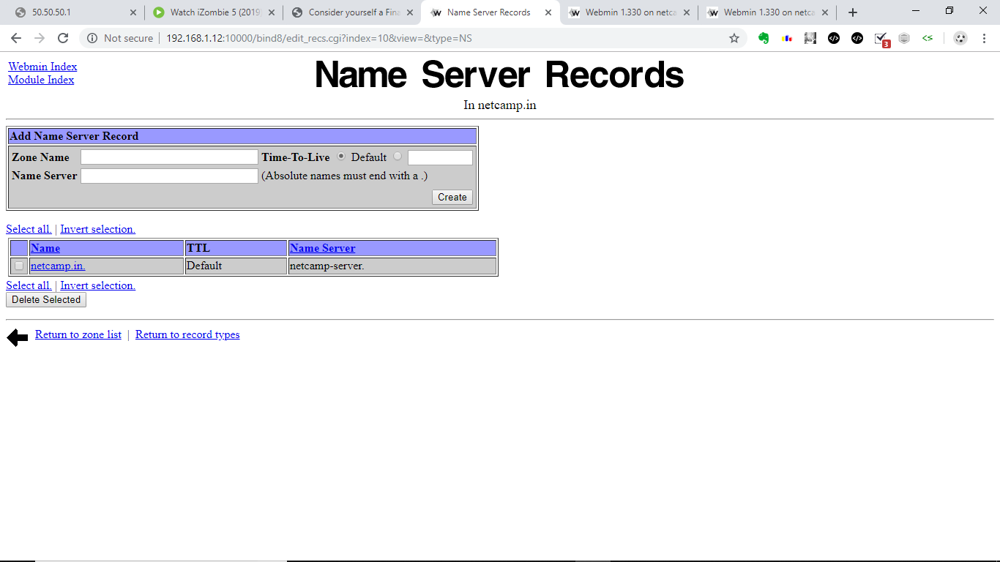 50.50.50.1
Watch iZombie 5 (2019
Consider yourself a Fina
Name Server Records
Webmin 1.330 on netca
Webmin 1.330 on netca
Not secure
192.168.1.12:10000/bind8/edit_recs.cgi?index=10&view=&type=NS
3
Webmin Index
Module Index
Name Server Records
In netcamp.in
Add Name Server Record
Zone Name Time-To-Live Default
Name Server (Absolute names must end with a .)
Create
Select all. | Invert selection.
Name TTL Name Server
netcamp.in. Default netcamp-server.
Select all. | Invert selection.
Delete Selected
Return to zone list | Return to record types